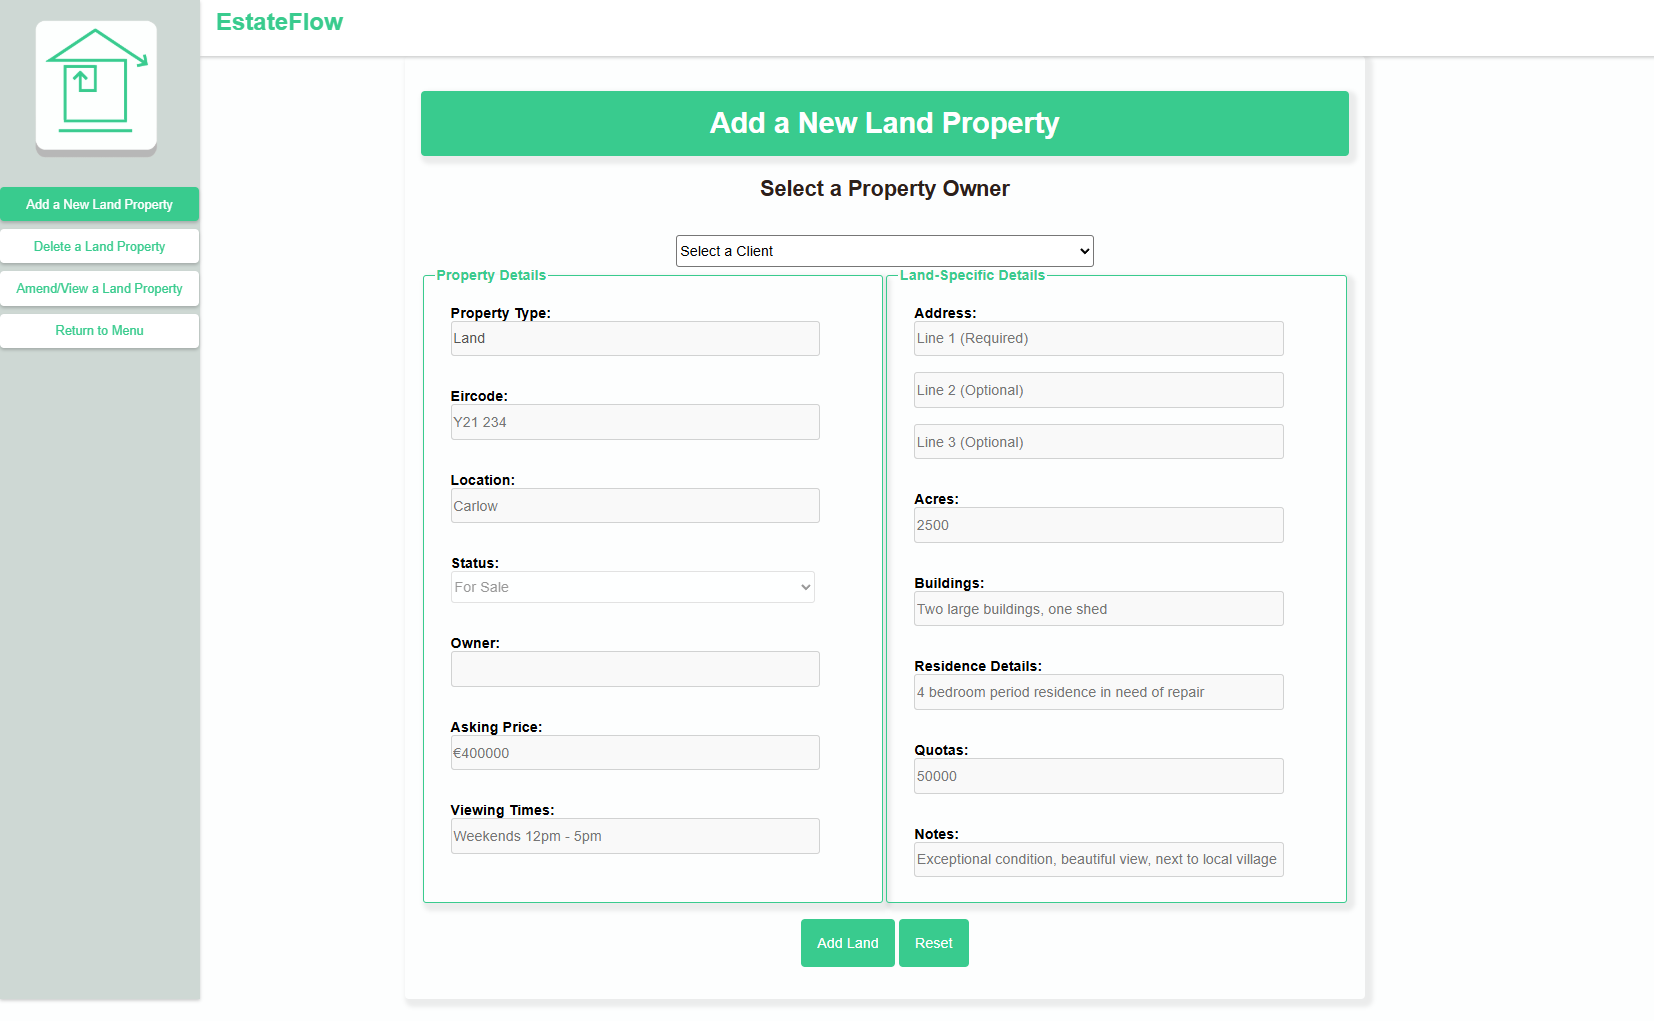 EstateFlow
Add a New Land Property
Delete a Land Property
Amend/View a Land Property
Return to Menu
Add a New Land Property
Select a Property Owner
Select a Client
Property Details
Property Type:
Land
Eircode:
Y21 234
Location:
Carlow
Status:
For Sale
Owner:
Asking Price:
€400000
Viewing Times:
Weekends 12pm - 5pm
Land-Specific Details
Address:
Line 1 (Required)
Line 2 (Optional)
Line 3 (Optional)
Acres:
2500
Buildings:
Two large buildings, one shed
Residence Details:
4 bedroom period residence in need of repair
Quotas:
50000
Notes:
Exceptional condition, beautiful view, next to local village
Add Land
Reset